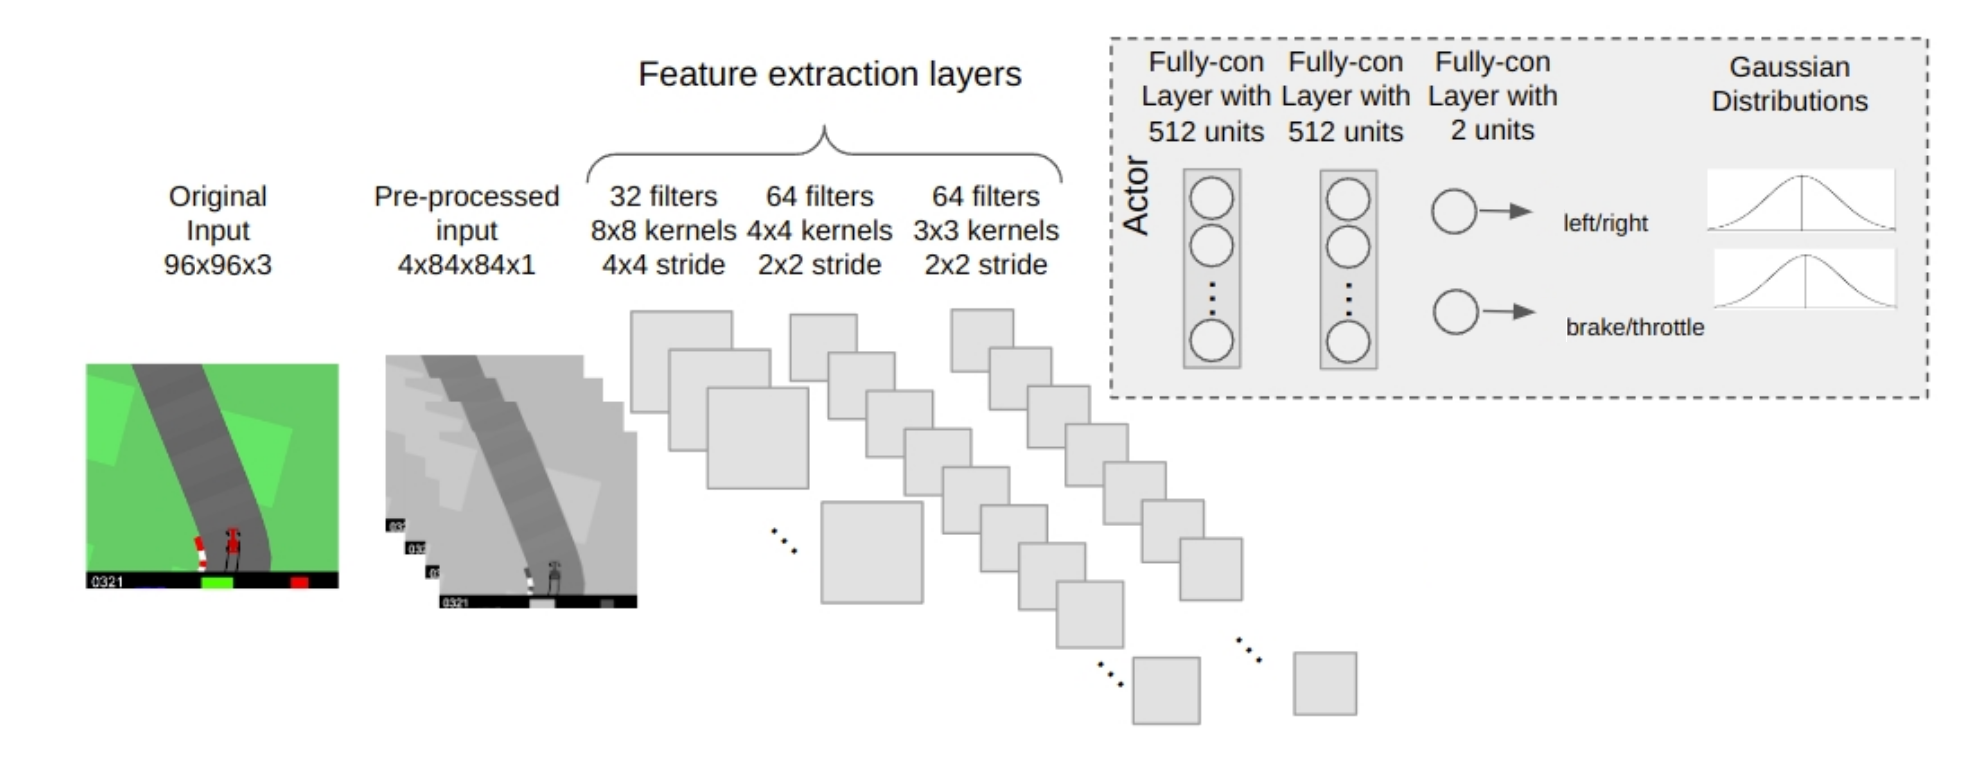 Feature extraction layers
Original
Input
96x96x3
Pre-processed
input
4x84x84x1
32 filters
8x8 kernels
4x4 stride
64 filters
4x4 kernels
2x2 stride
64 filters
3x3 kernels
2x2 stride
Actor
Fully-con
Layer with
512 units
Fully-con
Layer with
512 units
Fully-con
Layer with
2 units
Gaussian
Distributions
left/right
brake/throttle
0321
0321